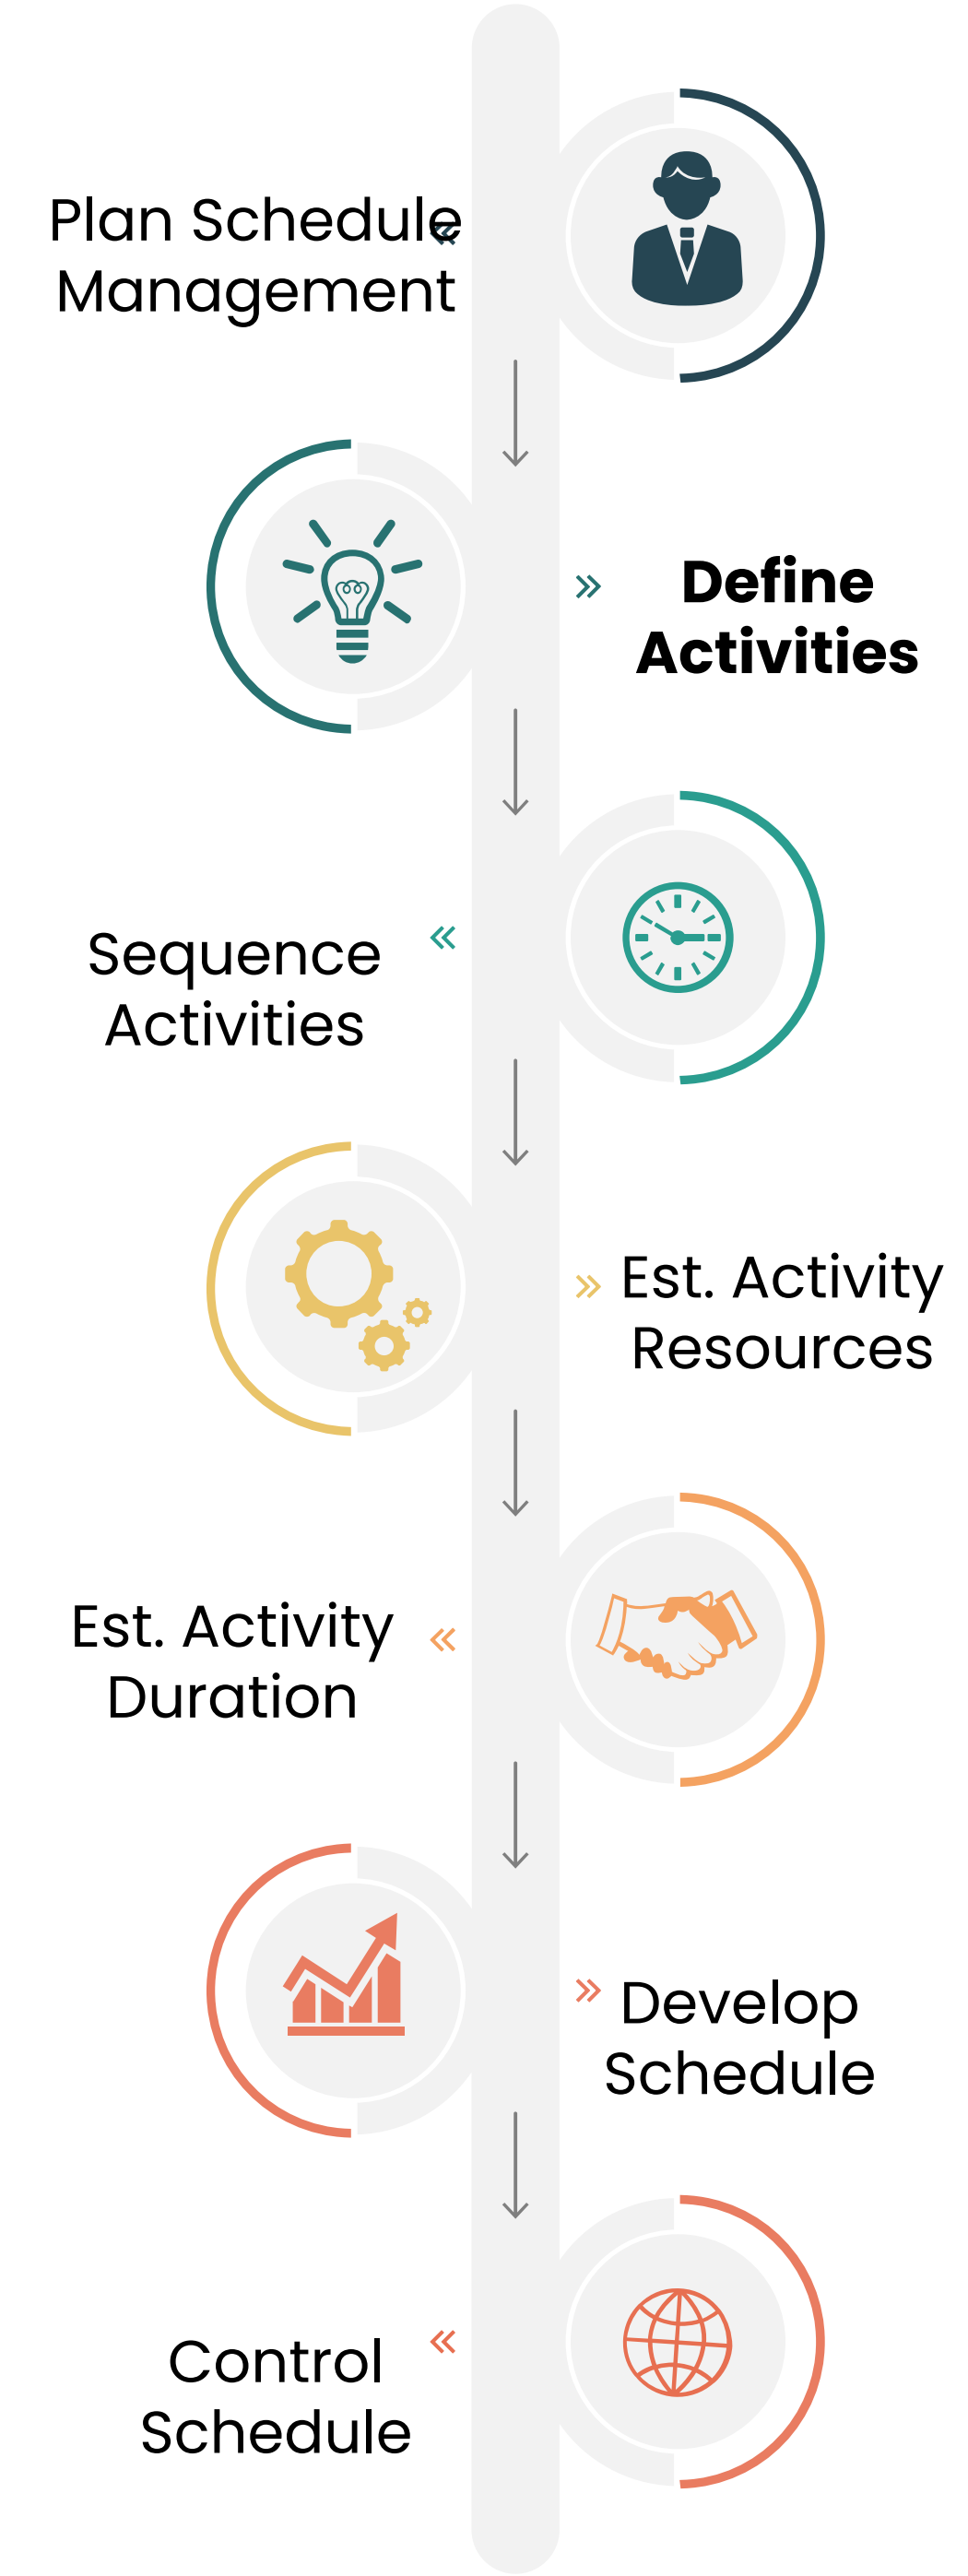 Plan Schedule
Management
Define
Activities
Sequence
Activities
Est. Activity
Resources
Est. Activity
Duration
Develop
Schedule
Control
Schedule